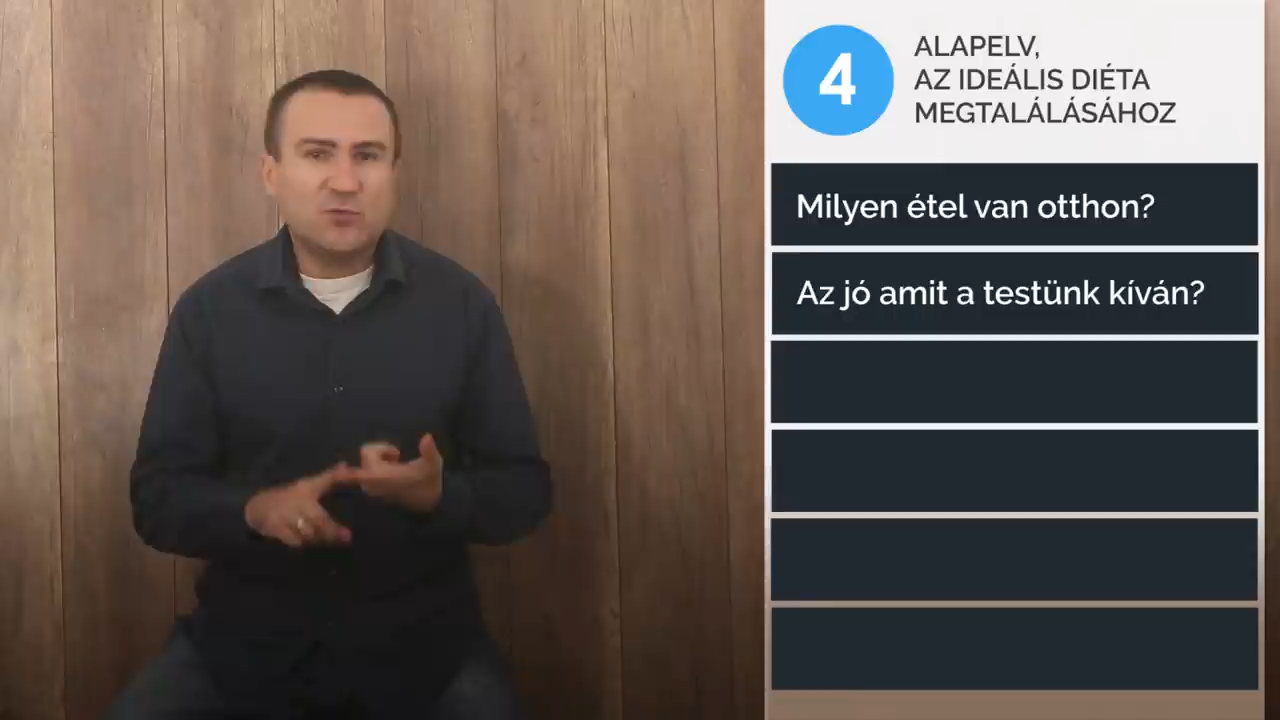 4
ALAPELV,
AZ IDEÁLIS DIÉTA
MEGTALÁLÁSÁHOZ
Milyen étel van otthon?
Az jó amit a testünk kíván?